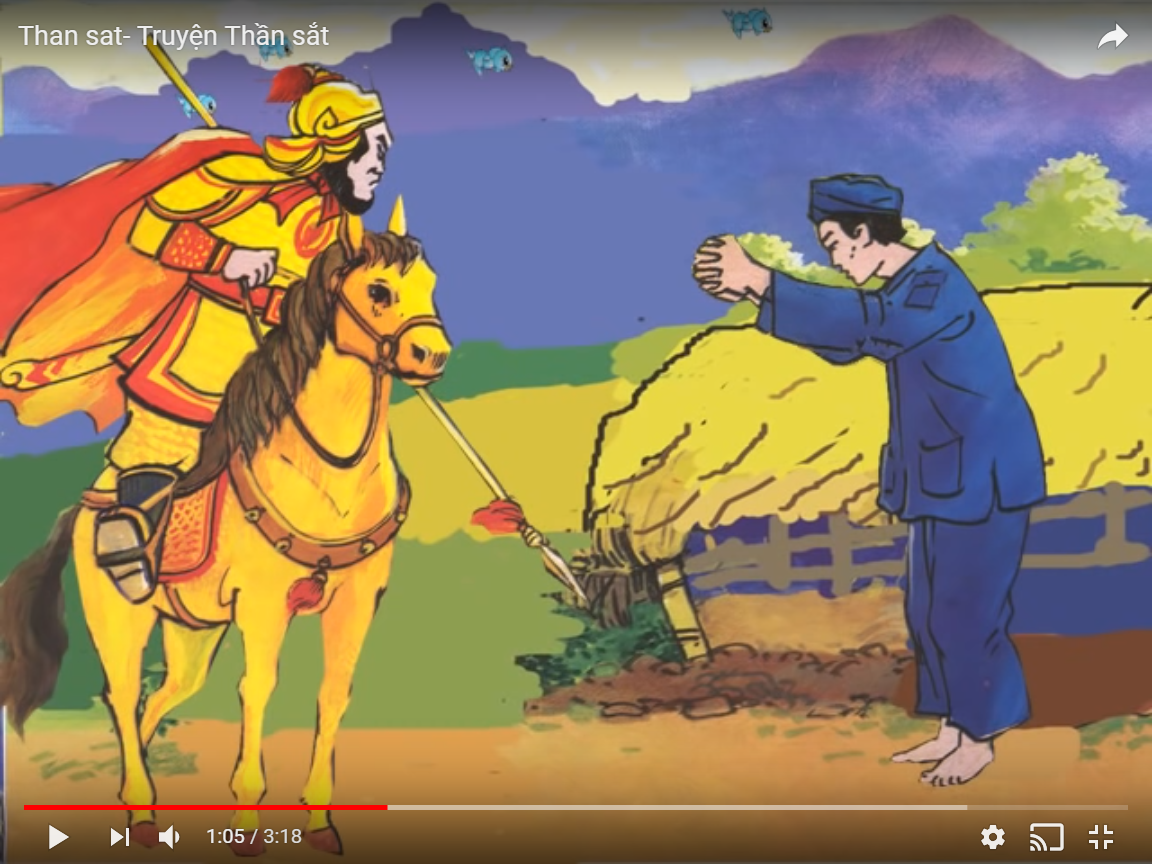 Than sat- Truyện Thần sắt
1:05 / 3:18